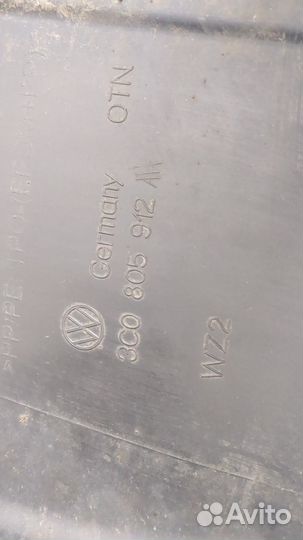 Germany OTN
3C0 805 912
WZ2
Avito